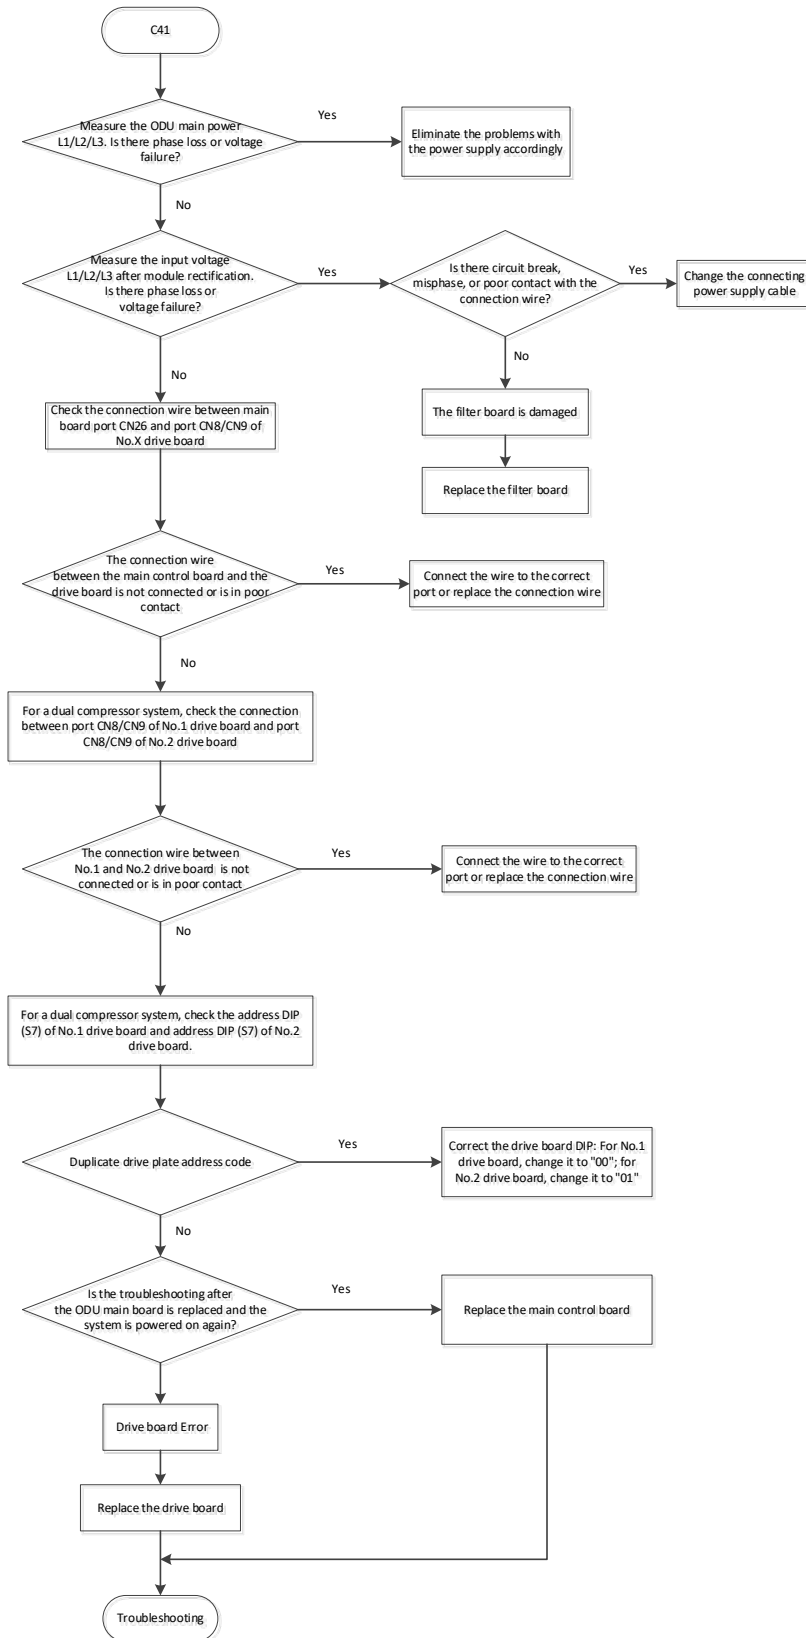 C41
Measure the ODU main power
L1/L2/L3. Is there phase loss or voltage
failure?
Yes
Eliminate the problems with
the power supply accordingly
No
Measure the input voltage
L1/L2/L3 after module rectification.
Is there phase loss or
voltage failure?
Yes
Is there circuit break,
misphase, or poor contact with the
connection wire?
Yes
Change the connecting
power supply cable
No
No
Check the connection wire between main
board port CN26 and port CN8/CN9 of
No.X drive board
The filter board is damaged
Replace the filter board
The connection wire
between the main control board and the
drive board is not connected or is in poor
contact
Yes
Connect the wire to the correct
port or replace the connection wire
No
For a dual compressor system, check the connection
between port CN8/CN9 of No.1 drive board and port
CN8/CN9 of No.2 drive board
The connection wire between
No.1 and No.2 drive board is not
connected or is in poor contact
Yes
Connect the wire to the correct
port or replace the connection wire
No
For a dual compressor system, check the address DIP
(S7) of No.1 drive board and address DIP (S7) of No.2
drive board.
Duplicate drive plate address code
Yes
Correct the drive board DIP: For No.1
drive board, change it to "00"; for
No.2 drive board, change it to "01"
No
Is the troubleshooting after
the ODU main board is replaced and the
system is powered on again?
Yes
Replace the main control board
Drive board Error
Replace the drive board
Troubleshooting